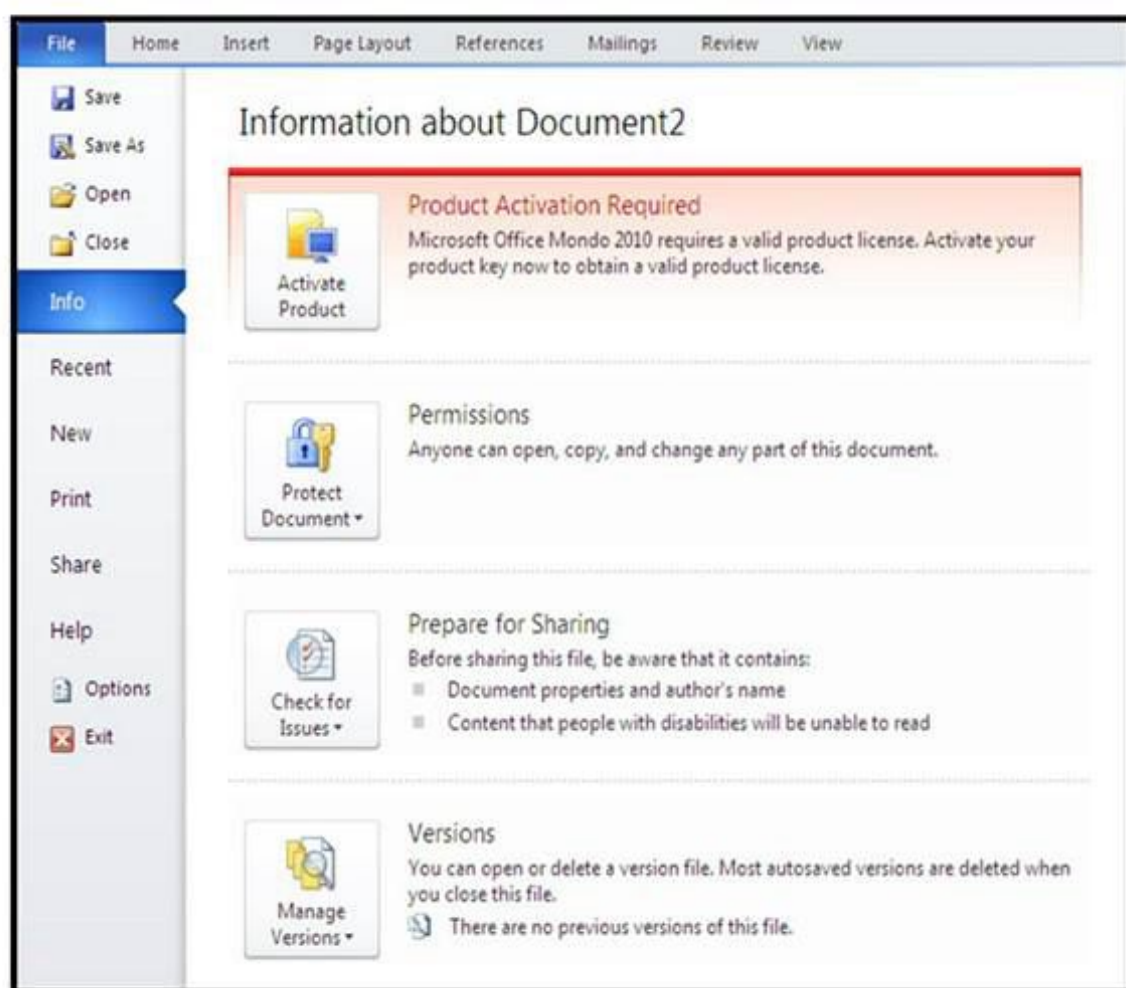 File Home Insert Page Layout References Mailings Review View
Save
Save As
Open
Close
Info
Recent
New
Print
Share
Help
Options
Exit
Information about Document2
Activate
Product
Product Activation Required
Microsoft Office Mondo 2010 requires a valid product license. Activate your
product key now to obtain a valid product license.
Protect
Document
Permissions
Anyone can open, copy, and change any part of this document.
Check for
Issues
Prepare for Sharing
Before sharing this file, be aware that it contains:
Document properties and author's name
Content that people with disabilities will be unable to read
Manage
Versions
Versions
You can open or delete a version file. Most autosaved versions are deleted when
you close this file.
There are no previous versions of this file.